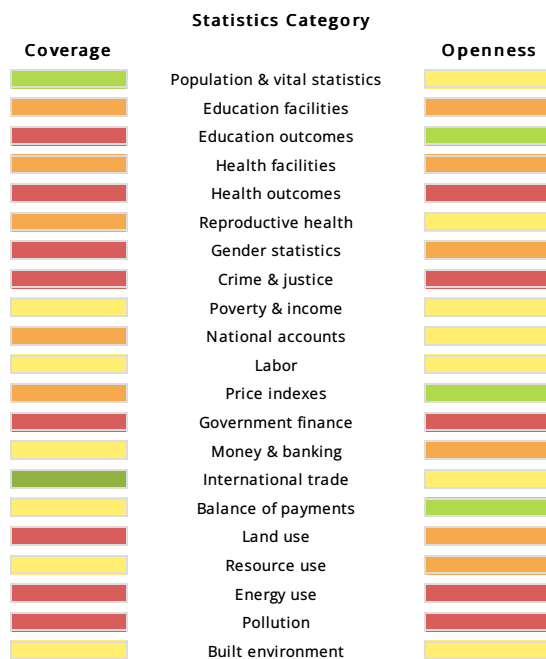 Statistics Category
Coverage
Openness
Population & vital statistics
Education facilities
Education outcomes
Health facilities
Health outcomes
Reproductive health
Gender statistics
Crime & justice
Poverty & income
National accounts
Labor
Price indexes
Government finance
Money & banking
International trade
Balance of payments
Land use
Resource use
Energy use
Pollution
Built environment